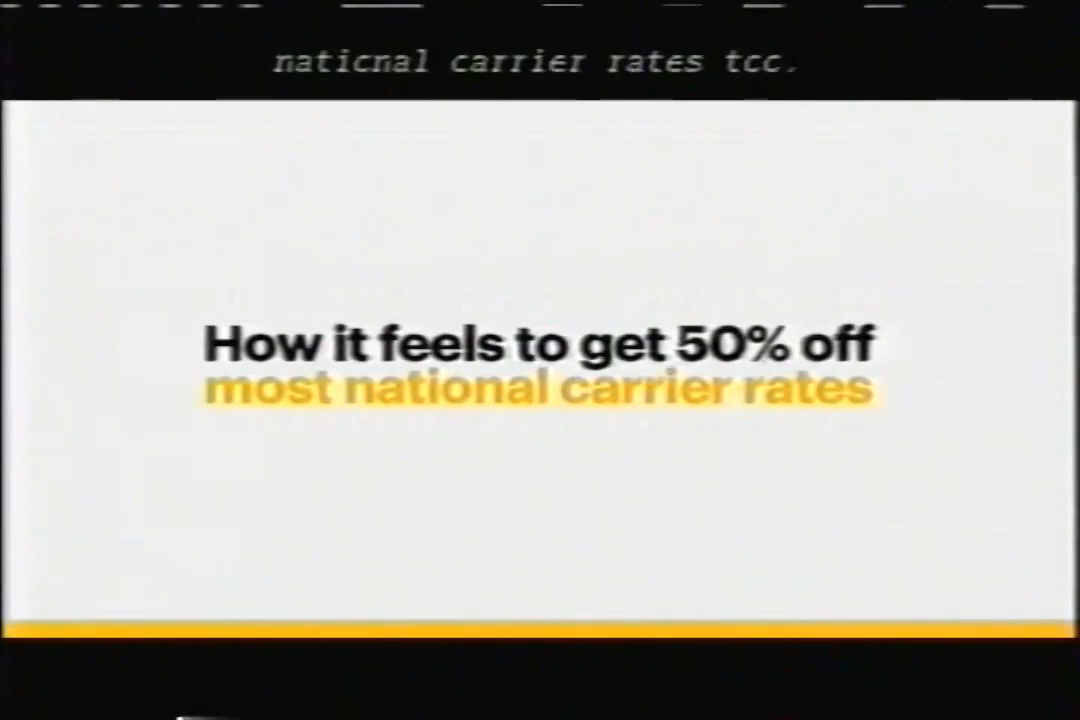 naticnal carrier rates tcc.
How it feels to get 50% off
most national carrier rates